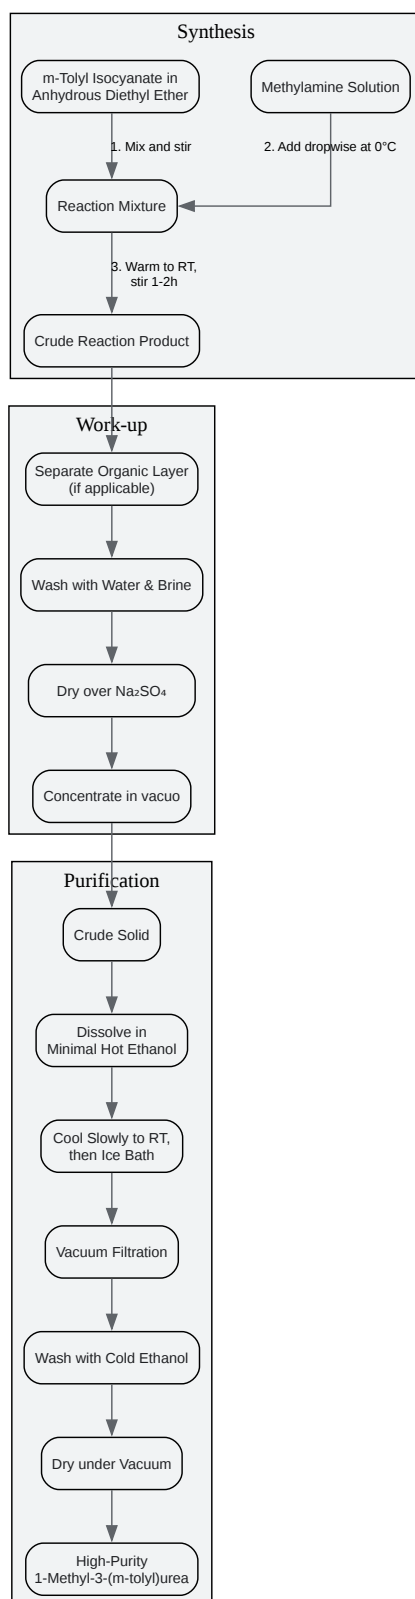 Synthesis
m-Tolyl Isocyanate in
Anhydrous Diethyl Ether
Methylamine Solution
1. Mix and stir
2. Add dropwise at 0°C
Reaction Mixture
3. Warm to RT,
stir 1-2h
Crude Reaction Product
Work-up
Separate Organic Layer
(if applicable)
Wash with Water & Brine
Dry over Na₂SO₄
Concentrate in vacuo
Purification
Crude Solid
Dissolve in
Minimal Hot Ethanol
Cool Slowly to RT,
then Ice Bath
Vacuum Filtration
Wash with Cold Ethanol
Dry under Vacuum
High-Purity
1-Methyl-3-(m-tolyl)urea